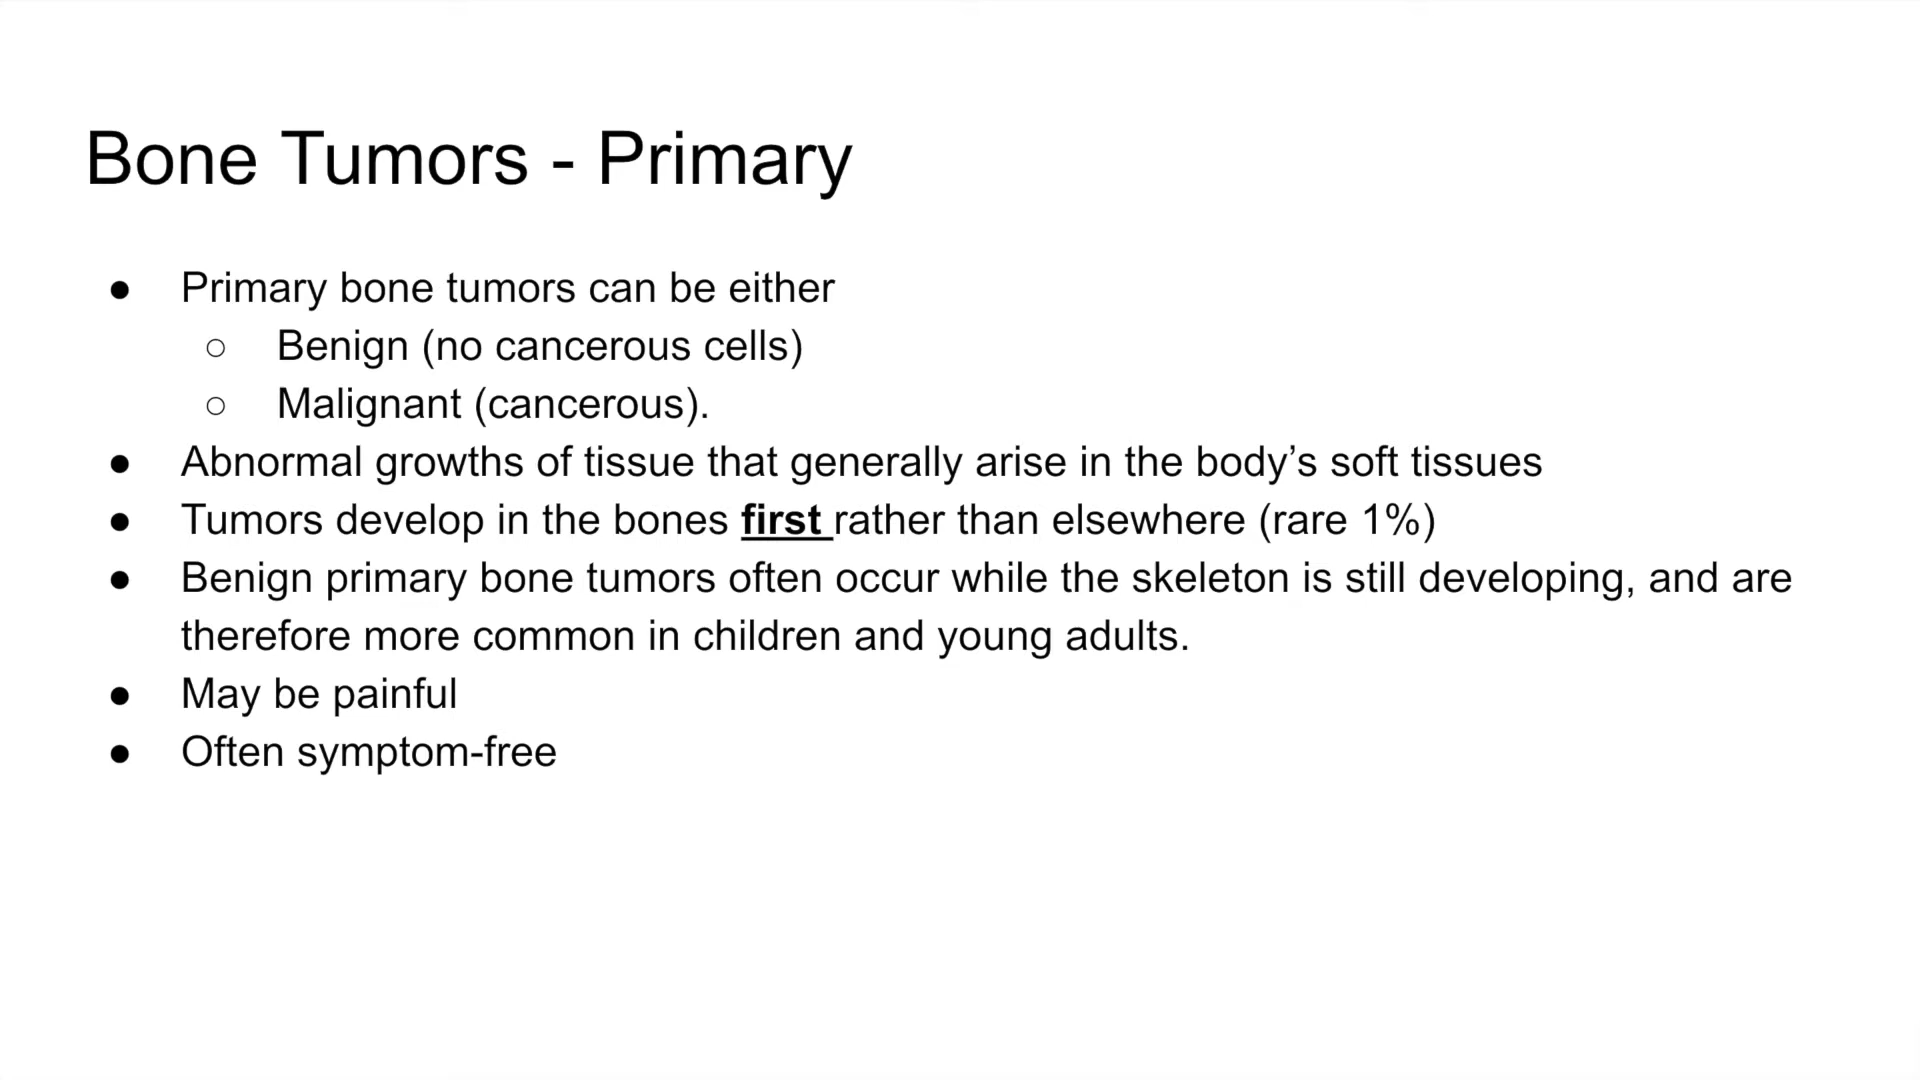 Bone Tumors - Primary
● Primary bone tumors can be either
○ Benign (no cancerous cells)
○ Malignant (cancerous).
● Abnormal growths of tissue that generally arise in the body’s soft tissues
● Tumors develop in the bones first rather than elsewhere (rare 1%)
● Benign primary bone tumors often occur while the skeleton is still developing, and are
therefore more common in children and young adults.
● May be painful
● Often symptom-free